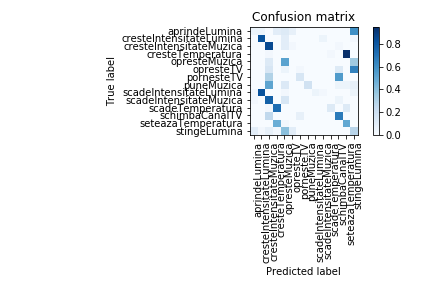 Confusion matrix
True label
aprindeLumina
cresteIntensitateLumina
cresteIntensitateMuzica
cresteTemperatura
opresteMuzica
opresteTV
pornesteTV
puneMuzica
scadeIntensitateLumina
scadeIntensitateMuzica
scadeTemperatura
schimbaCanalTV
seteazaTemperatura
stingeLumina
aprindeLumina
cresteIntensitateLumina
cresteIntensitateMuzica
cresteTemperatura
opresteMuzica
opresteTV
pornesteTV
puneMuzica
scadeIntensitateLumina
scadeIntensitateMuzica
scadeTemperatura
schimbaCanalTV
seteazaTemperatura
stingeLumina
Predicted label
0.8
0.6
0.4
0.2
0.0